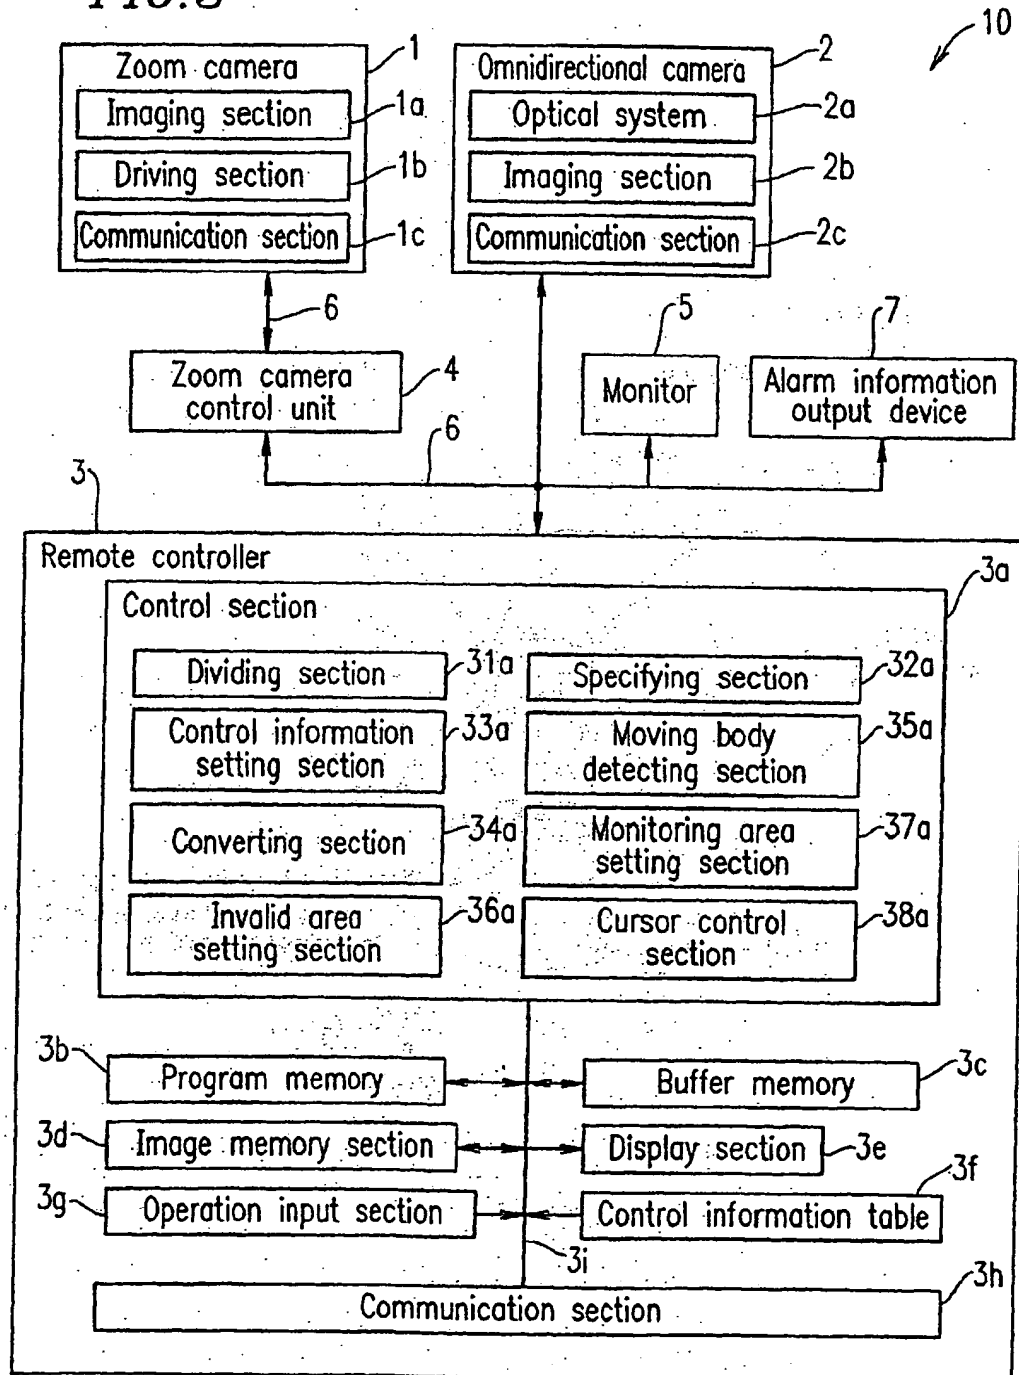 10
Zoom camera
1
Imaging section
1a
Driving section
1b
Communication section
1c
Omnidirectional camera
2
Optical system
2a
Imaging section
2b
Communication section
2c
6
Zoom camera
control unit
4
6
5
Monitor
7
Alarm information
output device
3
Remote controller
3a
Control section
Dividing section
31a
Specifying section
32a
Control information
setting section
33a
Moving body
detecting section
35a
Converting section
34a
Monitoring area
setting section
37a
Invalid area
setting section
36a
Cursor control
section
38a
3b
Program memory
Buffer memory
3c
3d
Image memory section
Display section
3e
3g
Operation input section
Control information table
3f
3i
Communication section
3h